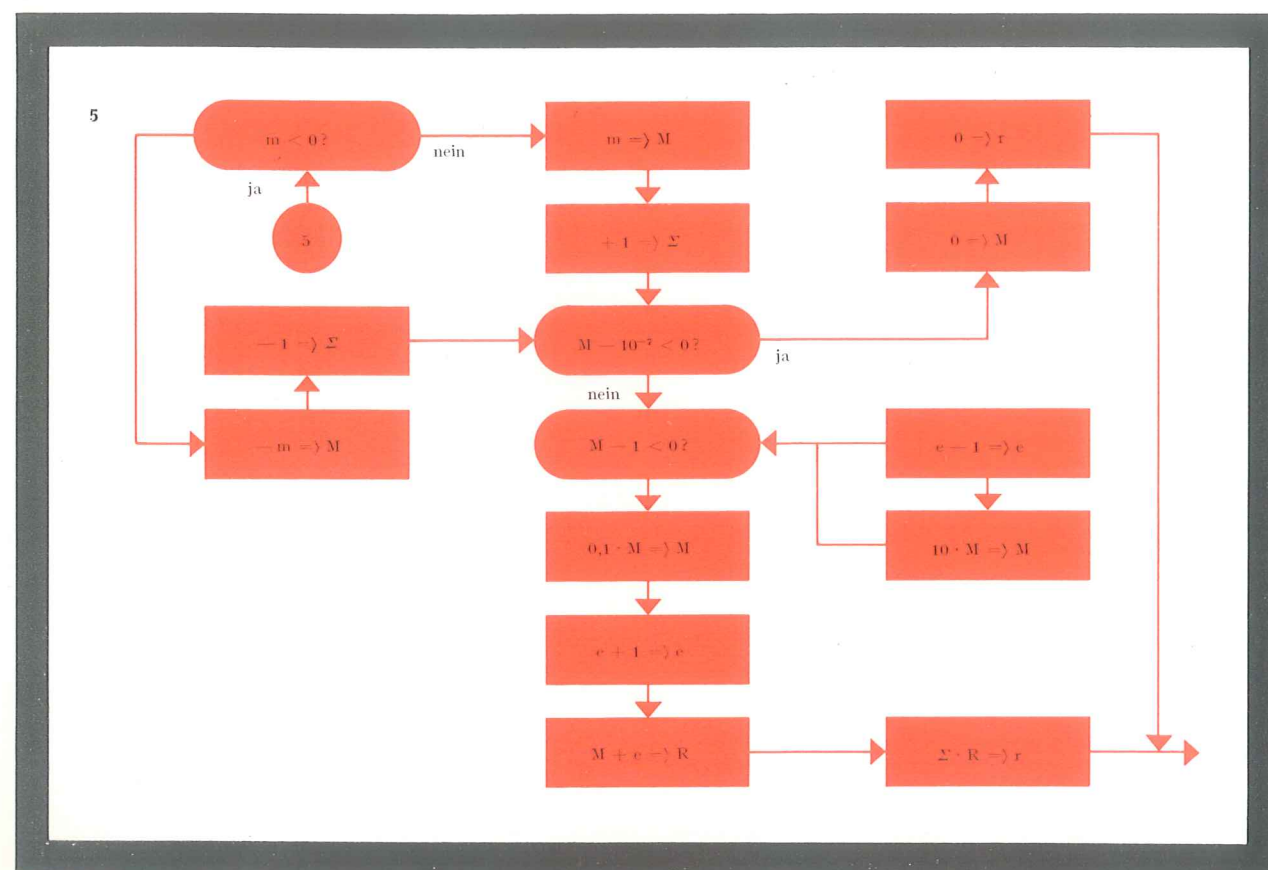 5
m < 0?
nein
m => M
0 => r
ja
5
+ 1 => Σ
0 => M
— 1 => Σ
M — 10⁻⁷ < 0?
ja
nein
— m => M
M — 1 < 0?
e — 1 => e
0,1 · M => M
10 · M => M
e + 1 => e
M + e => R
Σ · R => r